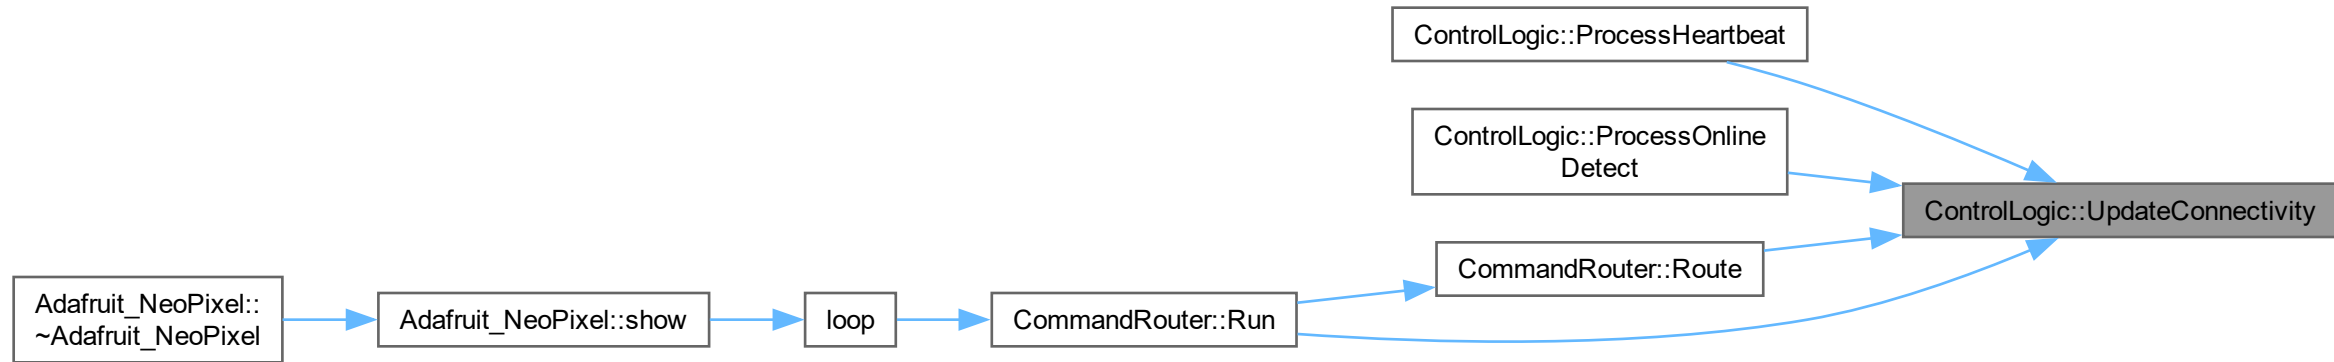 ControlLogic::ProcessHeartbeat
ControlLogic::ProcessOnline
Detect
ControlLogic::UpdateConnectivity
CommandRouter::Route
Adafruit_NeoPixel::
~Adafruit_NeoPixel
Adafruit_NeoPixel::show
loop
CommandRouter::Run